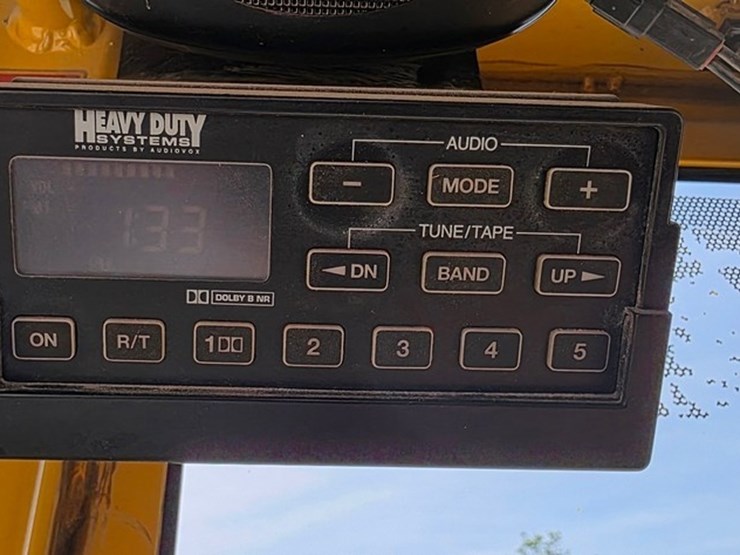 HEAVY DUTY
SYSTEMS
PRODUCTS BY AUDIOVOX
AUDIO
− MODE +
VOL
1:33
TUNE/TAPE
◄DN BAND UP►
DOLBY B NR
ON R/T 1 2 3 4 5